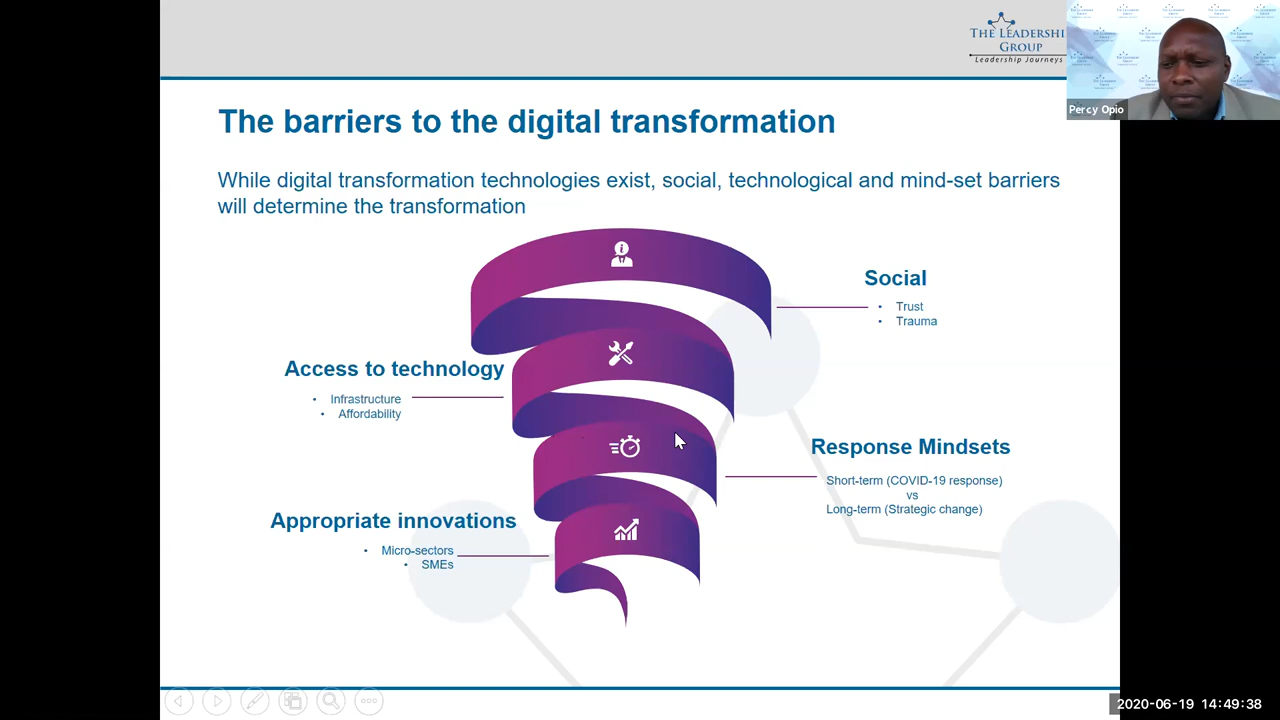 THE LEADERSHI
GROUP
Leadership Journeys
Percy Opio
The barriers to the digital transformation
While digital transformation technologies exist, social, technological and mind-set barriers
will determine the transformation
Social
• Trust
• Trauma
Access to technology
• Infrastructure
• Affordability
Response Mindsets
Short-term (COVID-19 response)
vs
Long-term (Strategic change)
Appropriate innovations
• Micro-sectors
• SMEs
2020-06-19 14:49:38